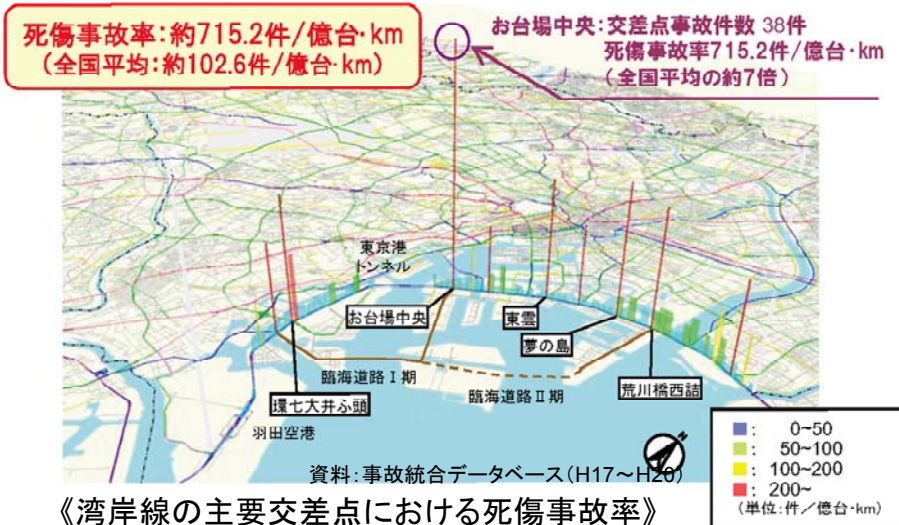 死傷事故率:約715.2件/億台・km
(全国平均:約102.6件/億台・km)
お台場中央:交差点事故件数 38件
死傷事故率715.2件/億台・km
(全国平均の約7倍)
東京港
トンネル
お台場中央
東雲
夢の島
臨海道路Ⅰ期
臨海道路Ⅱ期
荒川橋西詰
環七大井ふ頭
羽田空港
N
資料:事故統合データベース(H17~H20)
《湾岸線の主要交差点における死傷事故率》
: 0~50
: 50~100
: 100~200
: 200~
(単位:件/億台・km)